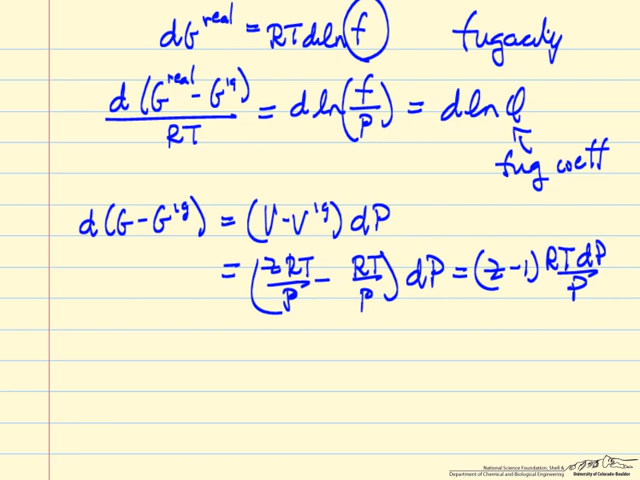 dG^real = RT dln f fugacity
d(G^real - G^ig)/RT = d ln(f/P) = d ln φ
fug coeff
d(G - G^ig) = (V - V^ig) dP
= (ZRT/P - RT/P) dP = (Z - 1) RT dP/P
National Science Foundation, Shell &
Department of Chemical and Biological Engineering
University of Colorado-Boulder